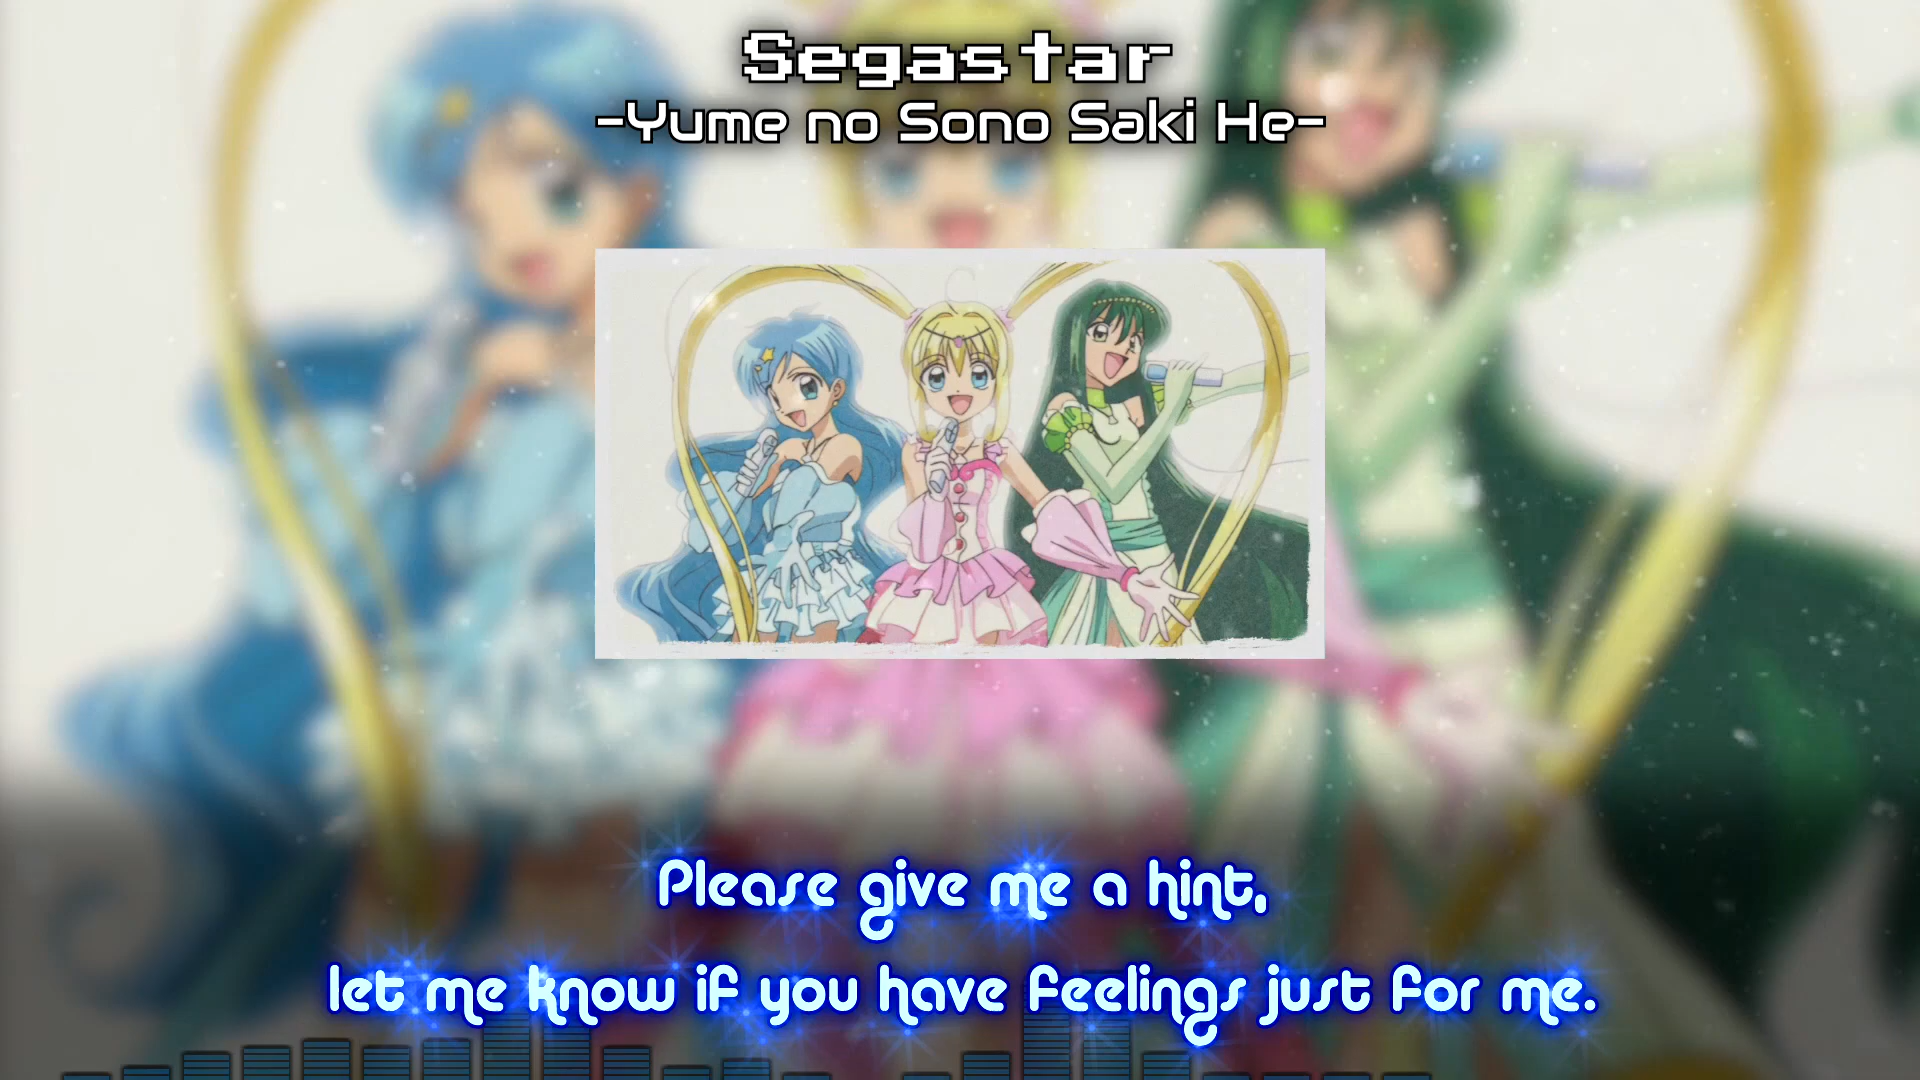 Segastar
-Yume no Sono Saki He-
Please give me a hint,
let me know if you have feelings just for me.